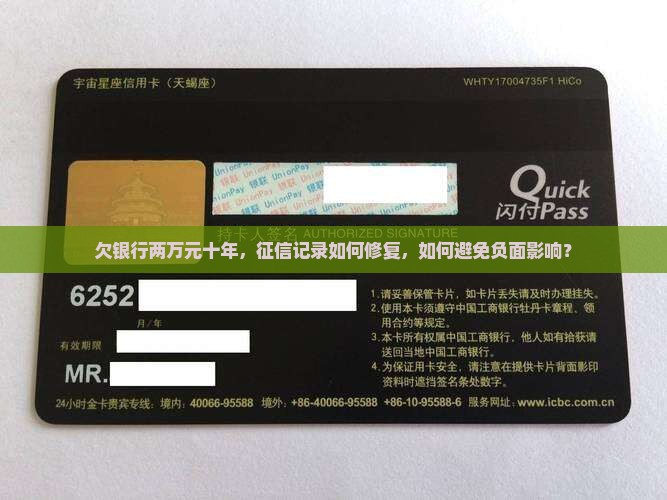 宇宙星座信用卡（天蝎座） WHTY17004735F1 HiCo
UnionPay 银联 UnionPay 银联 UnionPay
Quick
闪付Pass
持卡人签名 AUTHORIZED SIGNATURE
欠银行两万元十年，征信记录如何修复，如何避免负面影响？
6252
月/年
有效期限
MR.
1.请妥善保管卡片，如卡片丢失请及时办理挂失。
2.使用本卡须遵守中国工商银行牡丹卡章程、领
用合约等规定。
3.本卡所有权属中国工商银行，他人如有拾获请
送回当地中国工商银行。
4.为保证用卡安全，请注意在提供卡片背面影印
资料时遮挡签名条处数字。
24小时金卡贵宾专线：境内：40066-95588 境外：+86-40066-95588 +86-10-95588-6 服务网址：www.icbc.com.cn